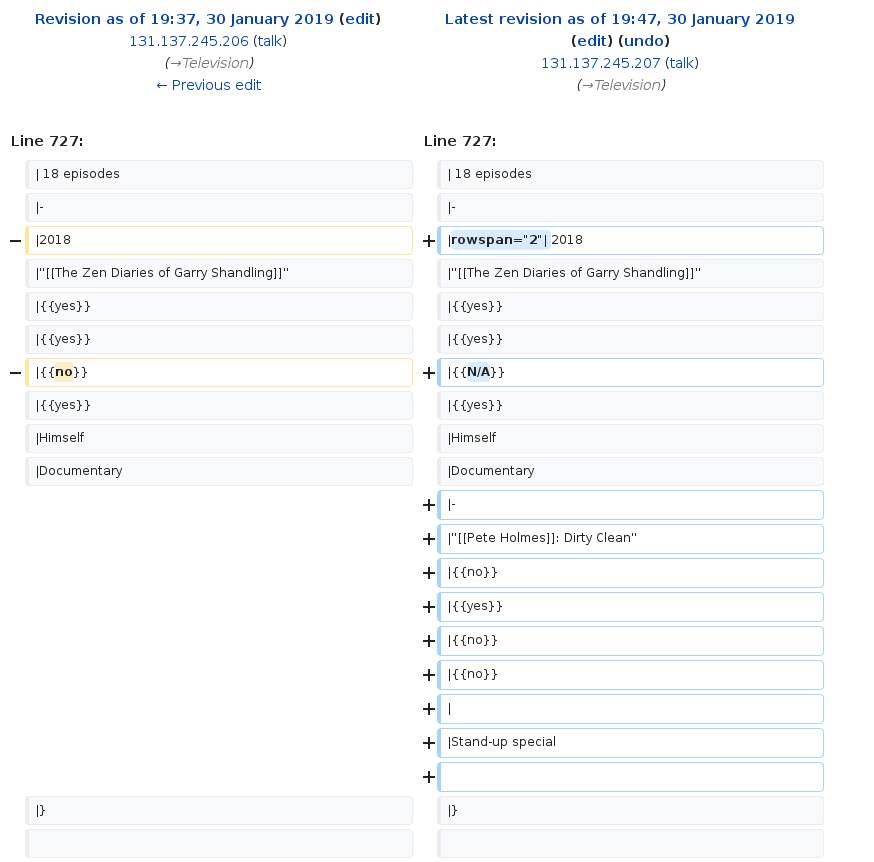 Revision as of 19:37, 30 January 2019 (edit)
131.137.245.206 (talk)
(→Television)
← Previous edit
Latest revision as of 19:47, 30 January 2019
(edit) (undo)
131.137.245.207 (talk)
(→Television)
Line 727:
Line 727:
| 18 episodes
| 18 episodes
|-
|-
− |2018
+ |rowspan="2"| 2018
|''[[The Zen Diaries of Garry Shandling]]''
|''[[The Zen Diaries of Garry Shandling]]''
|{{yes}}
|{{yes}}
|{{yes}}
|{{yes}}
− |{{no}}
+ |{{N/A}}
|{{yes}}
|{{yes}}
|Himself
|Himself
|Documentary
|Documentary
+ |-
+ |''[[Pete Holmes]]: Dirty Clean''
+ |{{no}}
+ |{{yes}}
+ |{{no}}
+ |{{no}}
+ |
+ |Stand-up special
+
|}
|}